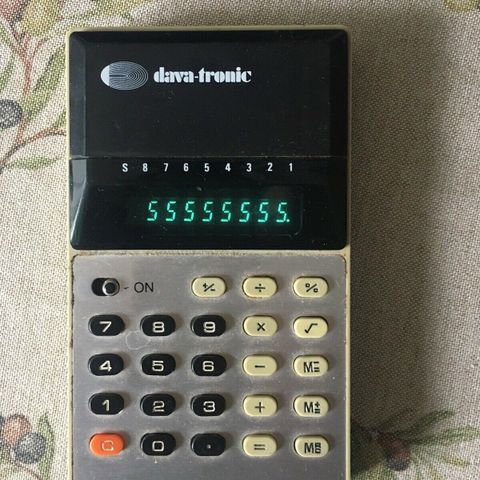 dava-tronic
S 8 7 6 5 4 3 2 1
55555555.
- ON +/- ÷ %
7 8 9 × √
4 5 6 −
1 2 3 + M±
C 0 . =